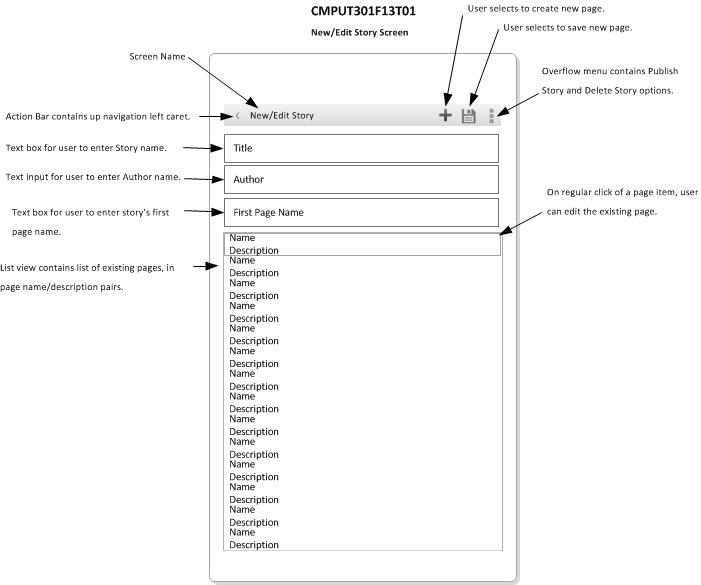 CMPUT301F13T01
New/Edit Story Screen
User selects to create new page.
User selects to save new page.
Screen Name
Overflow menu contains Publish
Story and Delete Story options.
Action Bar contains up navigation left caret.
New/Edit Story
Text box for user to enter Story name.
Title
Text input for user to enter Author name.
Author
Text box for user to enter story's first
page name.
First Page Name
On regular click of a page item, user
can edit the existing page.
List view contains list of existing pages, in
page name/description pairs.
Name
Description
Name
Description
Name
Description
Name
Description
Name
Description
Name
Description
Name
Description
Name
Description
Name
Description
Name
Description
Name
Description
Name
Description
Name
Description
Name
Description